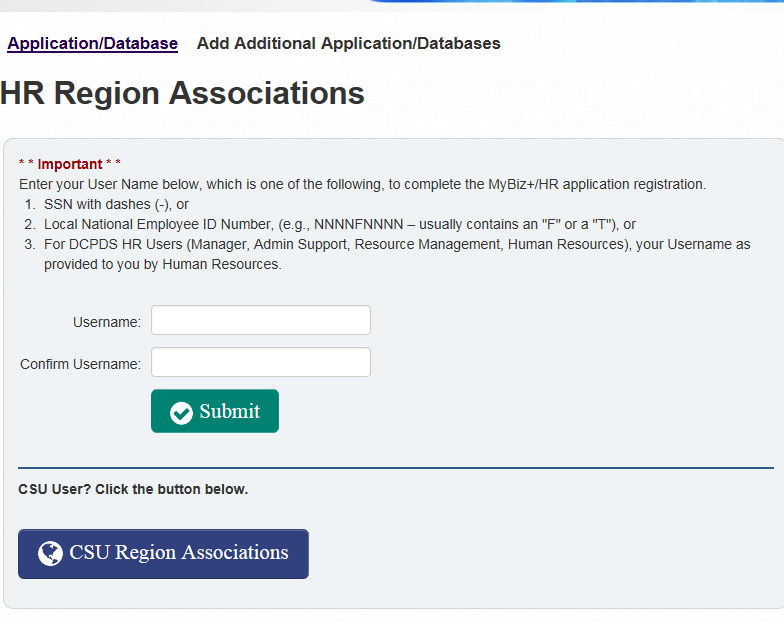 Application/Database Add Additional Application/Databases
HR Region Associations
* * Important * *
Enter your User Name below, which is one of the following, to complete the MyBiz+/HR application registration.
1. SSN with dashes (-), or
2. Local National Employee ID Number, (e.g., NNNNFNNNN – usually contains an "F" or a "T"), or
3. For DCPDS HR Users (Manager, Admin Support, Resource Management, Human Resources), your Username as
provided to you by Human Resources.
Username:
Confirm Username:
Submit
CSU User? Click the button below.
CSU Region Associations